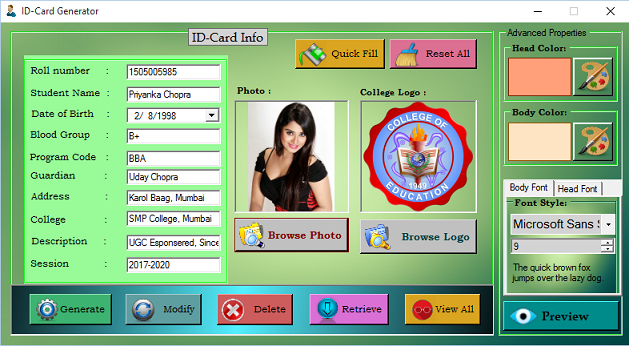 ID-Card Generator
ID-Card Info
Quick Fill
Reset All
Roll number : 1505005985
Student Name : Priyanka Chopra
Date of Birth : 2/ 8/1998
Blood Group : B+
Program Code : BBA
Guardian : Uday Chopra
Address : Karol Baag, Mumbai
College : SMP College, Mumbai
Description : UGC Esponsered, Since
Session : 2017-2020
Photo :
College Logo :
COLLEGE OF
1949
EDUCATION
Browse Photo
Browse Logo
Generate
Modify
Delete
Retrieve
View All
Advanced Properties
Head Color:
Body Color:
Body Font
Head Font
Font Style:
Microsoft Sans S
9
The quick brown fox
jumps over the lazy dog.
Preview